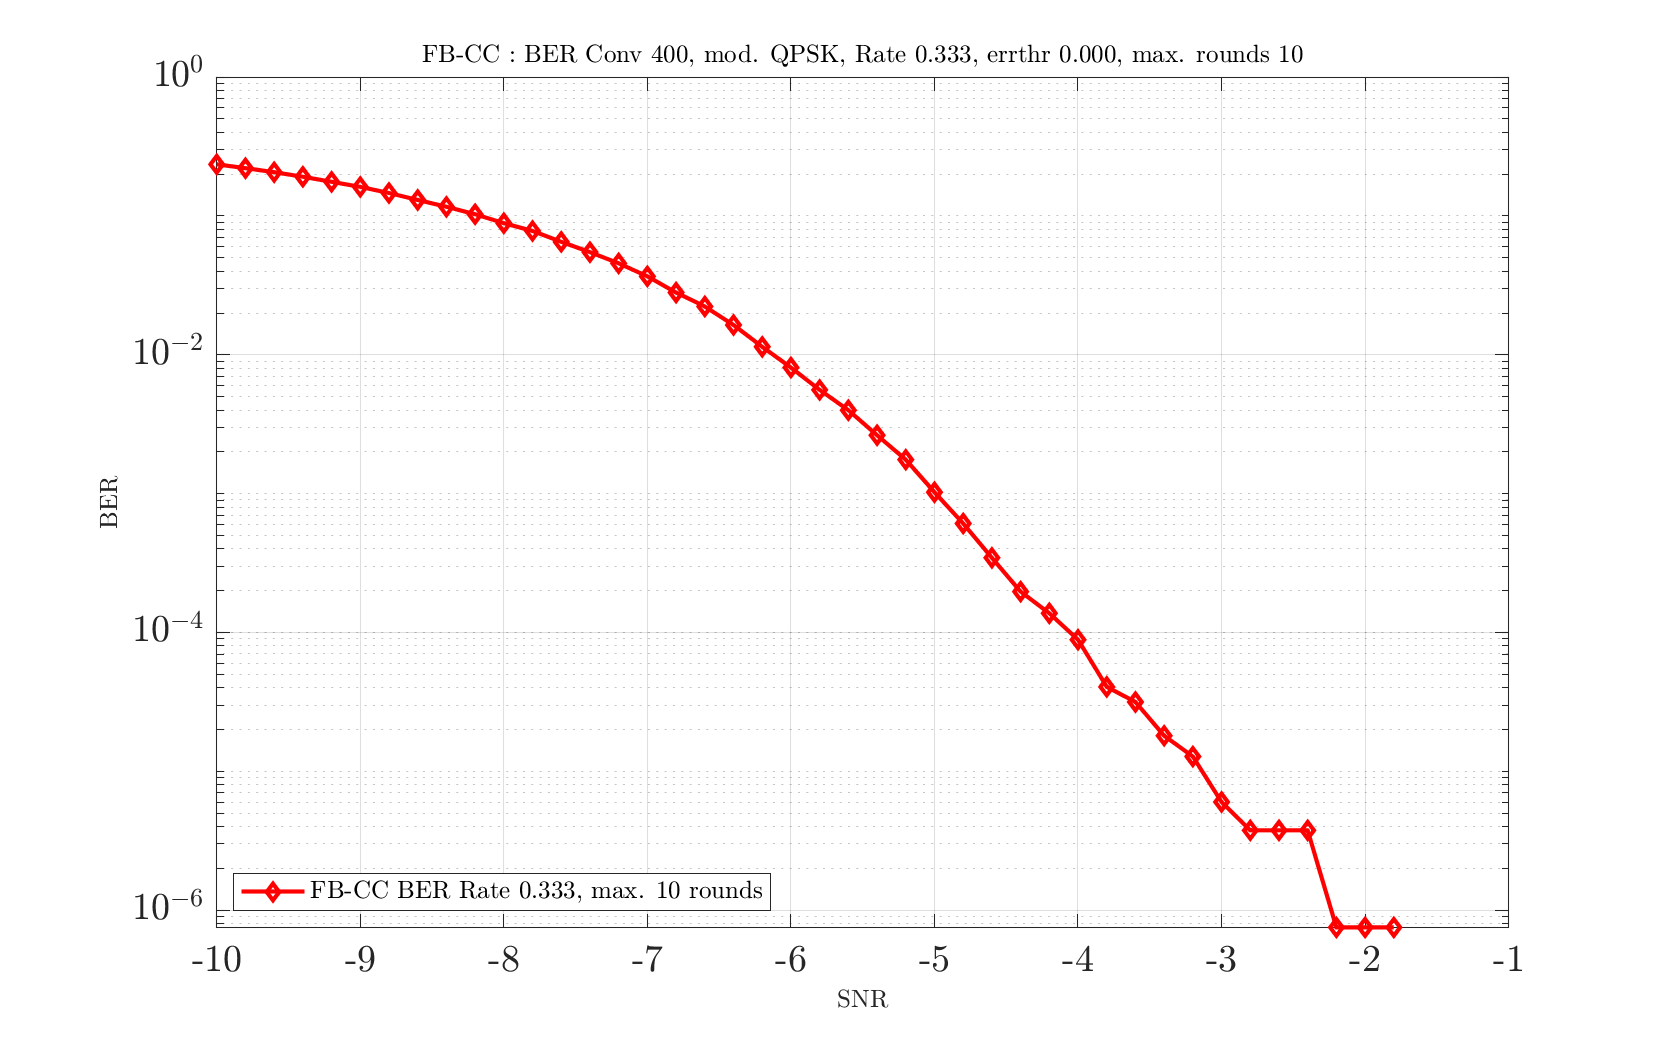 FB-CC : BER Conv 400, mod. QPSK, Rate 0.333, errthr 0.000, max. rounds 10
10^0
10^-2
10^-4
10^-6
BER
FB-CC BER Rate 0.333, max. 10 rounds
-10 -9 -8 -7 -6 -5 -4 -3 -2 -1
SNR